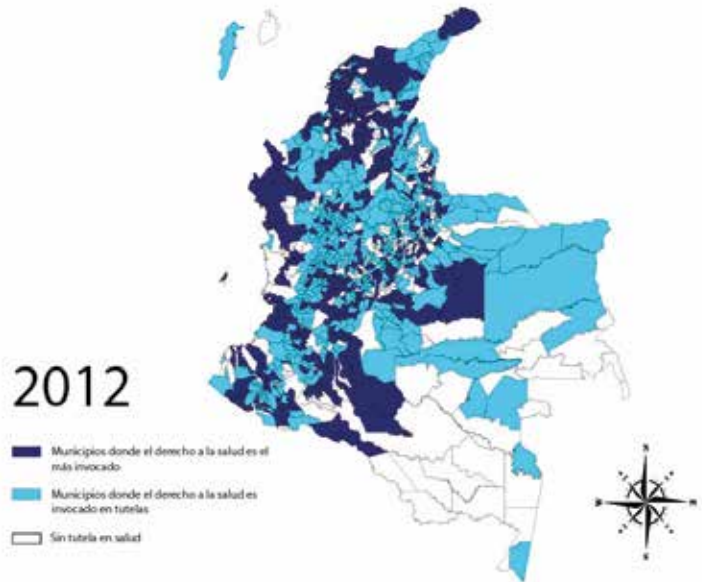 2012
Municipios donde el derecho a la salud es el
más invocado
Municipios donde el derecho a la salud es
invocado en tutelas
Sin tutela en salud
N
S